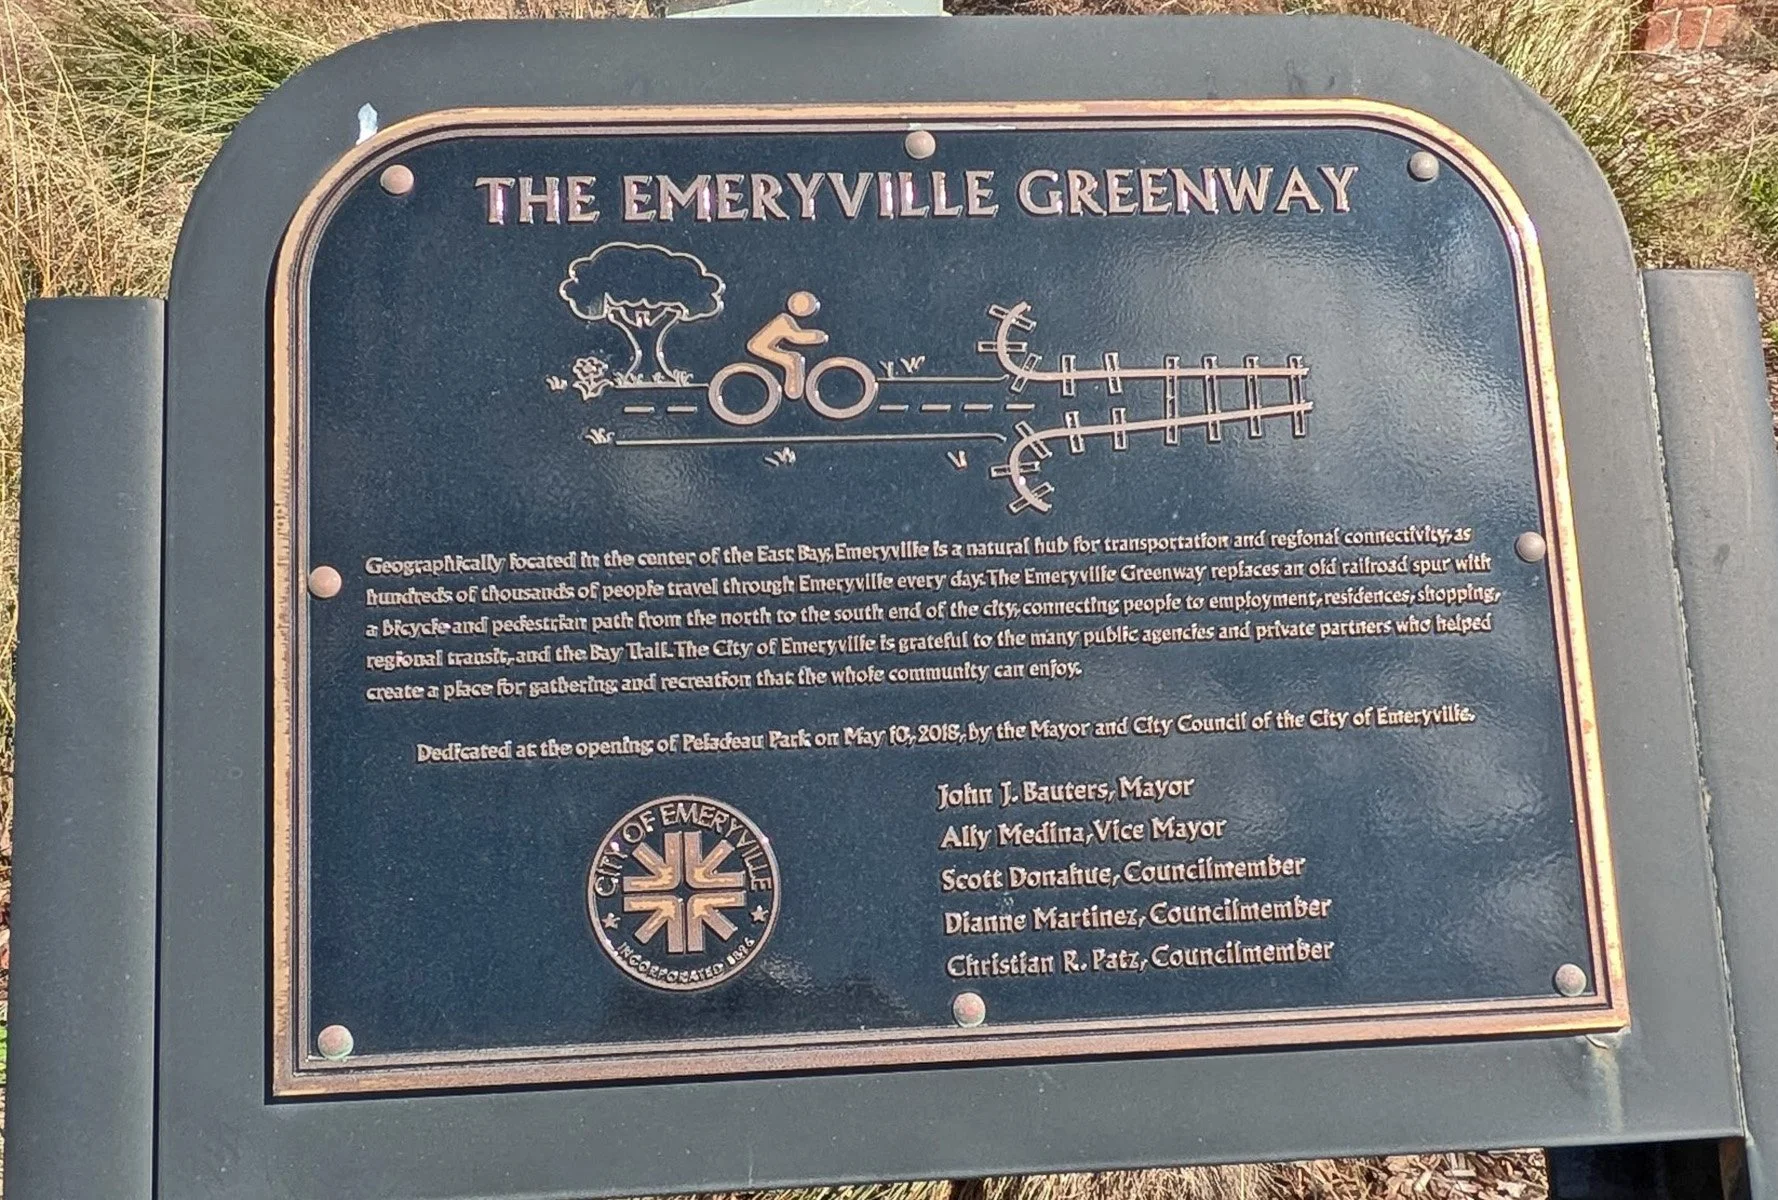 THE EMERYVILLE GREENWAY
Geographically located in the center of the East Bay, Emeryville is a natural hub for transportation and regional connectivity, as
hundreds of thousands of people travel through Emeryville every day. The Emeryville Greenway replaces an old railroad spur with
a bicycle and pedestrian path from the north to the south end of the city, connecting people to employment, residences, shopping,
regional transit, and the Bay Trail. The City of Emeryville is grateful to the many public agencies and private partners who helped
create a place for gathering and recreation that the whole community can enjoy.
Dedicated at the opening of Peladeau Park on May 10, 2018, by the Mayor and City Council of the City of Emeryville.
CITY OF EMERYVILLE
INCORPORATED 1896
John J. Bauters, Mayor
Ally Medina, Vice Mayor
Scott Donahue, Councilmember
Dianne Martinez, Councilmember
Christian R. Patz, Councilmember